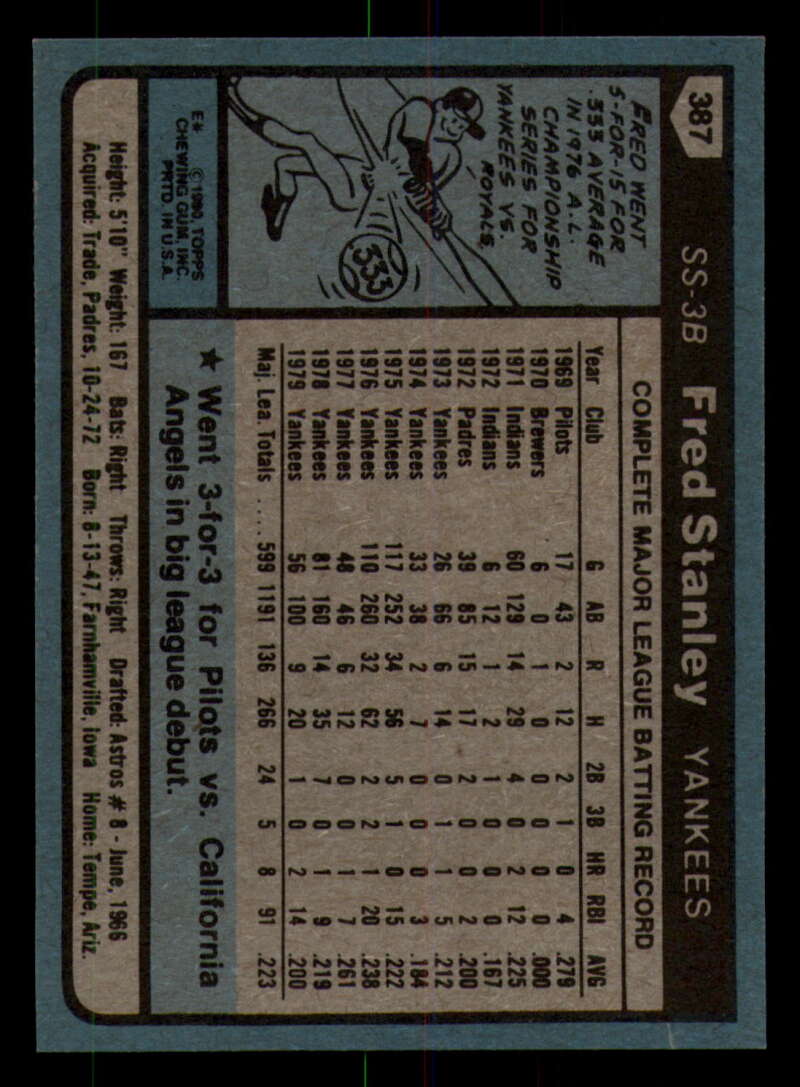 387
SS-3B Fred Stanley YANKEES
FRED WENT
5-FOR-15 FOR
.333 AVERAGE
IN 1976 A.L.
CHAMPIONSHIP
SERIES FOR
YANKEES VS.
ROYALS.
.333
E* © 1980 TOPPS
CHEWING GUM, INC.
PRTD. IN U.S.A.
COMPLETE MAJOR LEAGUE BATTING RECORD
Year Club G AB R H 2B 3B HR RBI AVG
1969 Pilots 17 43 2 12 2 1 0 4 .279
1970 Brewers 6 0 1 0 0 0 0 0 .000
1971 Indians 60 129 14 29 4 0 2 12 .225
1972 Indians 6 12 1 2 1 0 0 0 .167
1972 Padres 39 85 15 17 2 0 0 2 .200
1973 Yankees 26 66 6 14 0 1 1 5 .212
1974 Yankees 33 38 2 7 0 0 0 3 .184
1975 Yankees 117 252 34 56 5 1 0 15 .222
1976 Yankees 110 260 32 62 2 2 1 20 .238
1977 Yankees 48 46 6 12 0 0 1 7 .261
1978 Yankees 81 160 14 35 7 0 1 9 .219
1979 Yankees 56 100 9 20 1 0 2 14 .200
Maj. Lea. Totals .... 599 1191 136 266 24 5 8 91 .223
★ Went 3-for-3 for Pilots vs. California
Angels in big league debut.
Height: 5'10" Weight: 167 Bats: Right Throws: Right Drafted: Astros #8 - June, 1966
Acquired: Trade, Padres, 10-24-72 Born: 8-13-47, Farnhamville, Iowa Home: Tempe, Ariz.